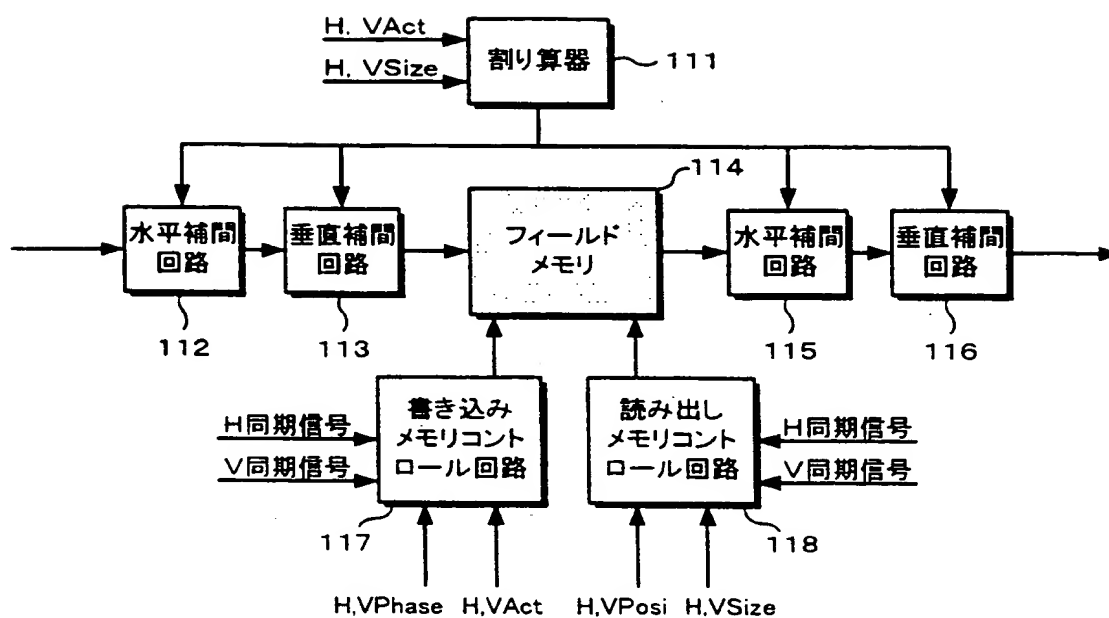 H. VAct
H. VSize
割り算器
111
114
水平補間
回路
垂直補間
回路
フィールド
メモリ
水平補間
回路
垂直補間
回路
112
113
115
116
書き込み
メモリコント
ロール回路
読み出し
メモリコント
ロール回路
H同期信号
V同期信号
H同期信号
V同期信号
117
118
H,VPhase
H,VAct
H,VPosi
H,VSize